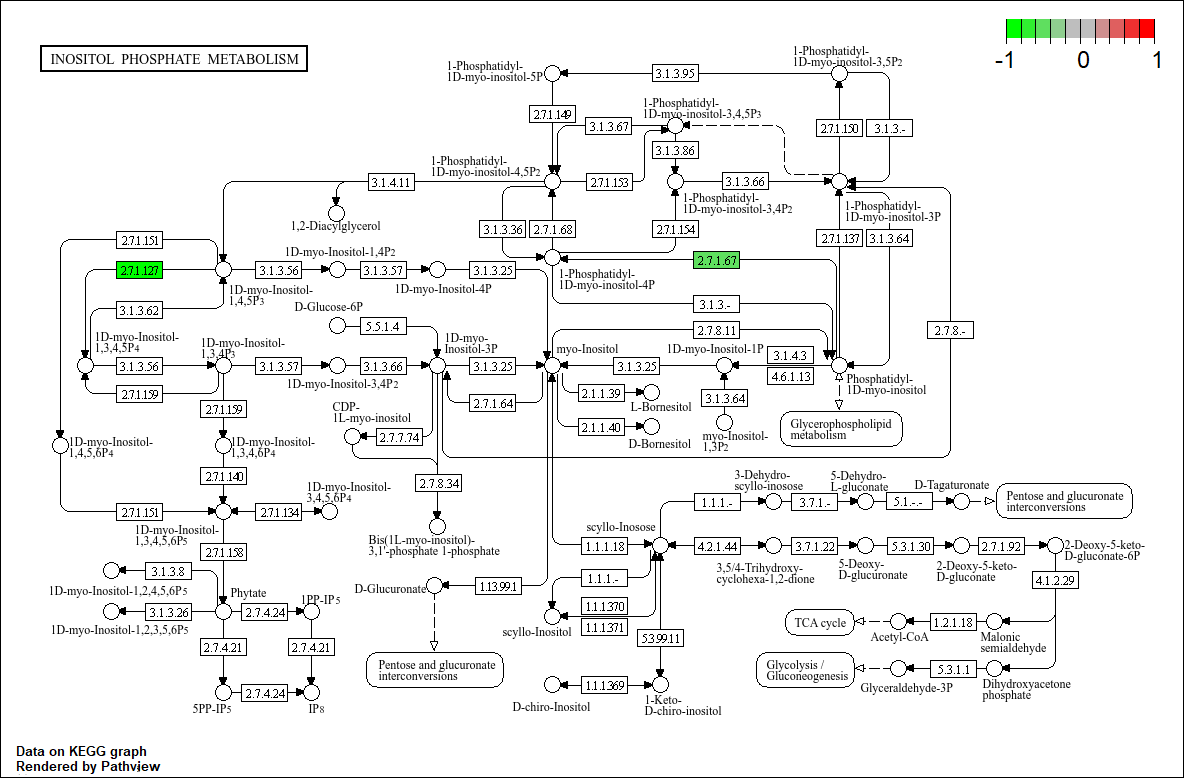 INOSITOL PHOSPHATE METABOLISM
-1
0
1
1-Phosphatidyl-
1D-myo-inositol-5P
3.1.3.95
1-Phosphatidyl-
1D-myo-inositol-3,5P2
2.7.1.149
1-Phosphatidyl-
1D-myo-inositol-3,4,5P3
3.1.3.67
2.7.1.150
3.1.3.-
3.1.3.86
1-Phosphatidyl-
1D-myo-inositol-4,5P2
3.1.4.11
2.7.1.153
3.1.3.66
1,2-Diacylglycerol
1-Phosphatidyl-
1D-myo-inositol-3,4P2
1-Phosphatidyl-
1D-myo-inositol-3P
3.1.3.36
2.7.1.68
2.7.1.154
2.7.1.137
3.1.3.64
2.7.1.151
1D-myo-Inositol-1,4P2
2.7.1.127
3.1.3.56
3.1.3.57
3.1.3.25
2.7.1.67
1D-myo-Inositol-
1,4,5P3
1D-myo-Inositol-4P
1-Phosphatidyl-
1D-myo-inositol-4P
3.1.3.62
D-Glucose-6P
3.1.3.-
5.5.1.4
2.7.8.11
2.7.8.-
1D-myo-Inositol-
1,3,4,5P4
1D-myo-Inositol-
1,3,4P3
1D-myo-
Inositol-3P
myo-Inositol
1D-myo-Inositol-1P
3.1.4.3
3.1.3.56
3.1.3.57
3.1.3.66
3.1.3.25
3.1.3.25
4.6.1.13
1D-myo-Inositol-3,4P2
Phosphatidyl-
1D-myo-inositol
2.7.1.159
2.7.1.159
2.7.1.64
2.1.1.39
L-Bornesitol
3.1.3.64
CDP-
1L-myo-inositol
2.7.7.74
2.1.1.40
D-Bornesitol
myo-Inositol-
1,3P2
Glycerophospholipid
metabolism
1D-myo-Inositol-
1,4,5,6P4
1D-myo-Inositol-
1,3,4,6P4
2.7.1.140
2.7.8.34
1D-myo-Inositol-
3,4,5,6P4
3-Dehydro-
scyllo-inosose
5-Dehydro-
L-gluconate
D-Tagaturonate
1.1.1.-
3.7.1.-
5.1.-.-
Pentose and glucuronate
interconversions
2.7.1.151
2.7.1.134
1D-myo-Inositol-
1,3,4,5,6P5
Bis(1L-myo-inositol)-
3,1'-phosphate 1-phosphate
scyllo-Inosose
1.1.1.18
4.2.1.44
3.7.1.22
5.3.1.30
2.7.1.92
2-Deoxy-5-keto-
D-gluconate-6P
2.7.1.158
3,5/4-Trihydroxy-
cyclohexa-1,2-dione
5-Deoxy-
D-glucuronate
2-Deoxy-5-keto-
D-gluconate
3.1.3.8
1D-myo-Inositol-1,2,4,5,6P5
Phytate
D-Glucuronate
1.13.99.1
1.1.1.-
4.1.2.29
3.1.3.26
1D-myo-Inositol-1,2,3,5,6P5
2.7.4.24
1PP-IP5
1.1.1.370
1.1.1.371
scyllo-Inositol
TCA cycle
Acetyl-CoA
1.2.1.18
Malonic
semialdehyde
2.7.4.21
2.7.4.21
5.3.99.11
Pentose and glucuronate
interconversions
Glycolysis /
Gluconeogenesis
Glyceraldehyde-3P
5.3.1.1
Dihydroxyacetone
phosphate
2.7.4.24
5PP-IP5
IP8
1.1.1.369
D-chiro-Inositol
1-Keto-
D-chiro-inositol
Data on KEGG graph
Rendered by Pathview